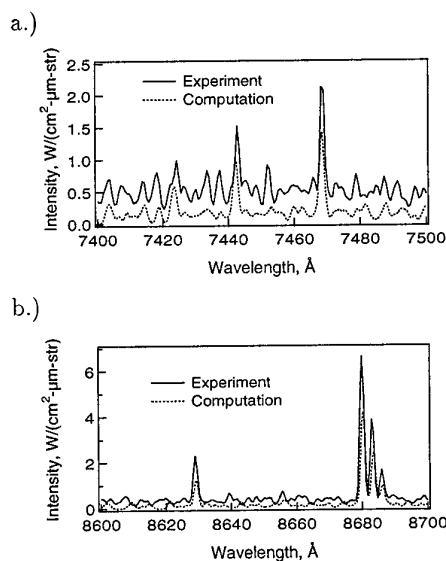 a.)
Intensity, W/(cm²-µm-str)
2.5
2.0
1.5
1.0
0.5
0.0
Experiment
Computation
7400
7420
7440
7460
7480
7500
Wavelength, Å
b.)
Intensity, W/(cm²-µm-str)
6
4
2
0
Experiment
Computation
8600
8620
8640
8660
8680
8700
Wavelength, Å